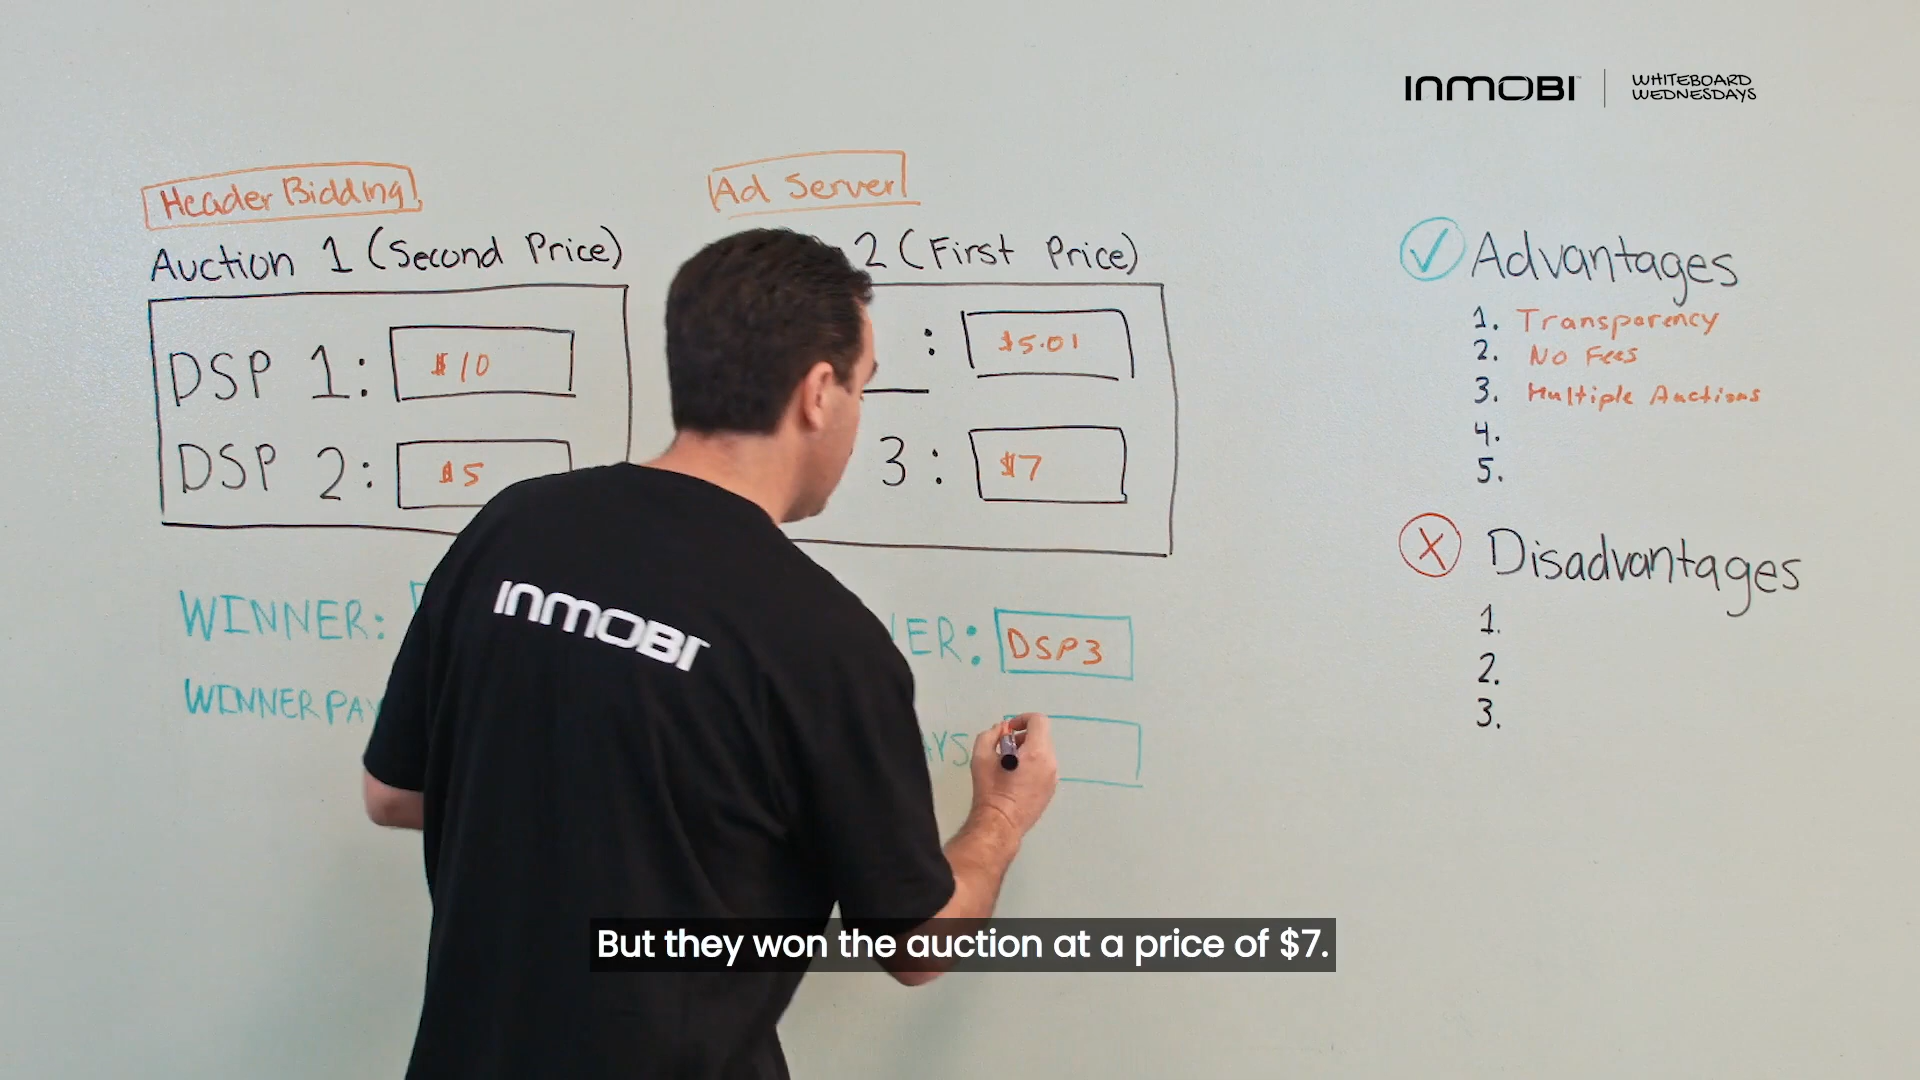 INMOBI
WHITEBOARD
WEDNESDAYS
Header Bidding
Ad Server
Auction 1 (Second Price)
2 (First Price)
DSP 1: $10
: $5.01
DSP 2: $5
3: $7
WINNER:
ER: DSP3
WINNER PAY
AYS
Advantages
1. Transparency
2. No Fees
3. Multiple Auctions
4.
5.
X Disadvantages
1.
2.
3.
INMOBI
But they won the auction at a price of $7.